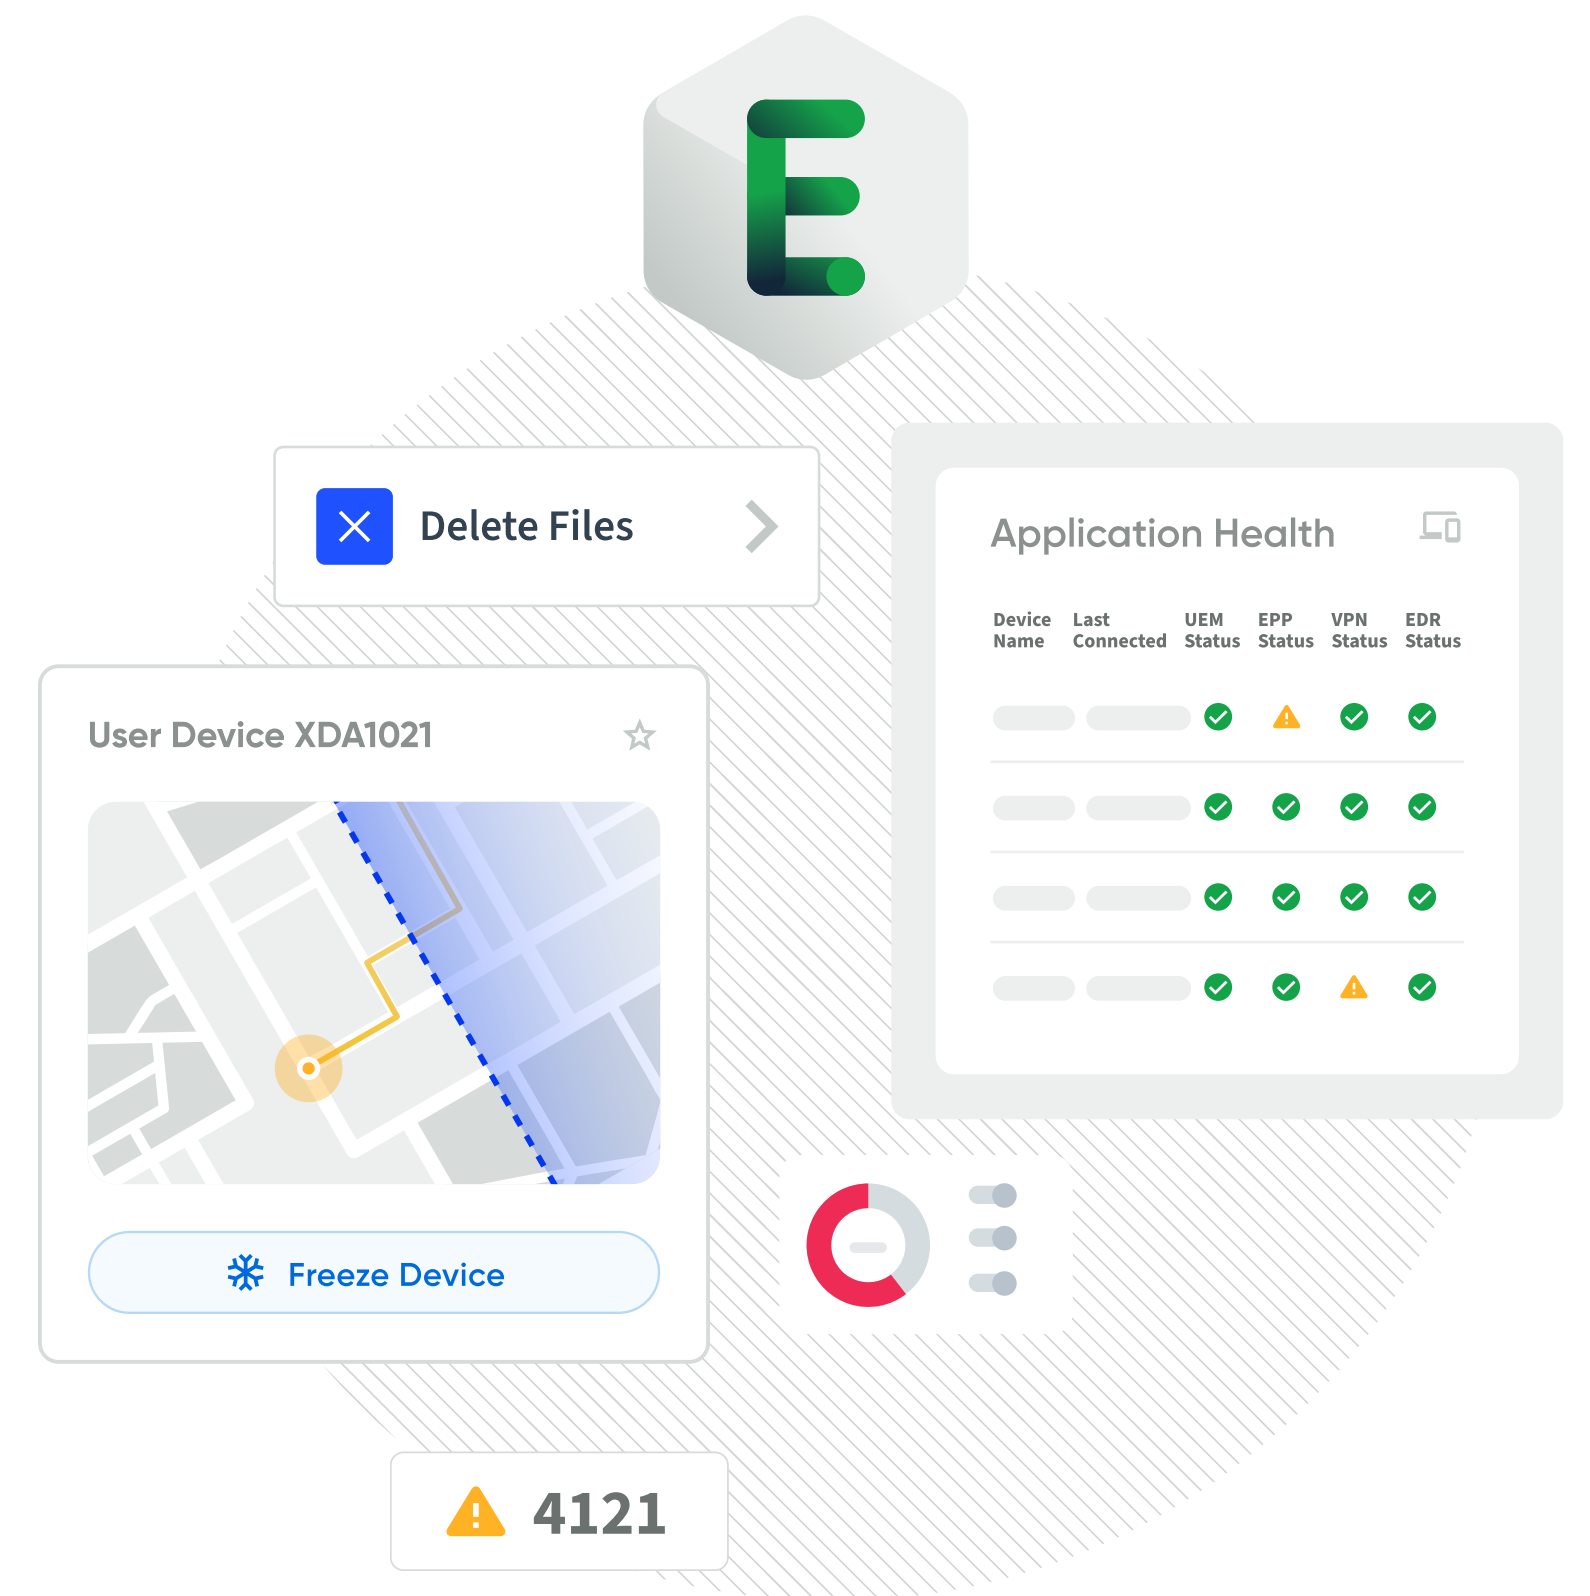 E
Delete Files
Application Health
Device Name
Last Connected
UEM Status
EPP Status
VPN Status
EDR Status
User Device XDA1021
Freeze Device
4121